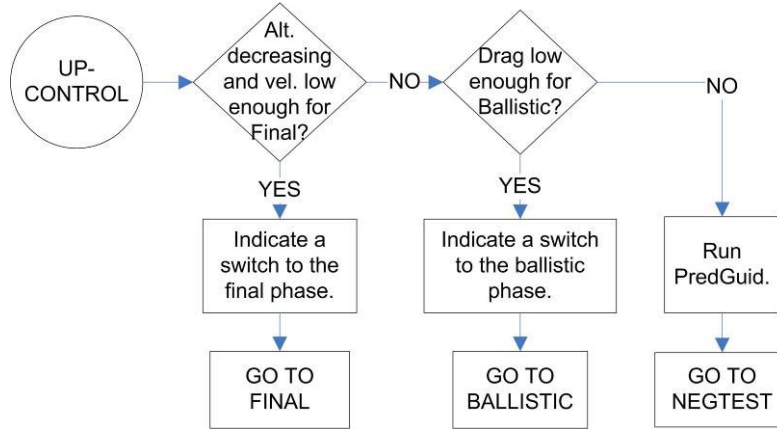 UP-
CONTROL
Alt.
decreasing
and vel. low
enough for
Final?
NO
Drag low
enough for
Ballistic?
NO
YES
YES
Indicate a
switch to the
final phase.
Indicate a switch
to the ballistic
phase.
Run
PredGuid.
GO TO
FINAL
GO TO
BALLISTIC
GO TO
NEGTEST